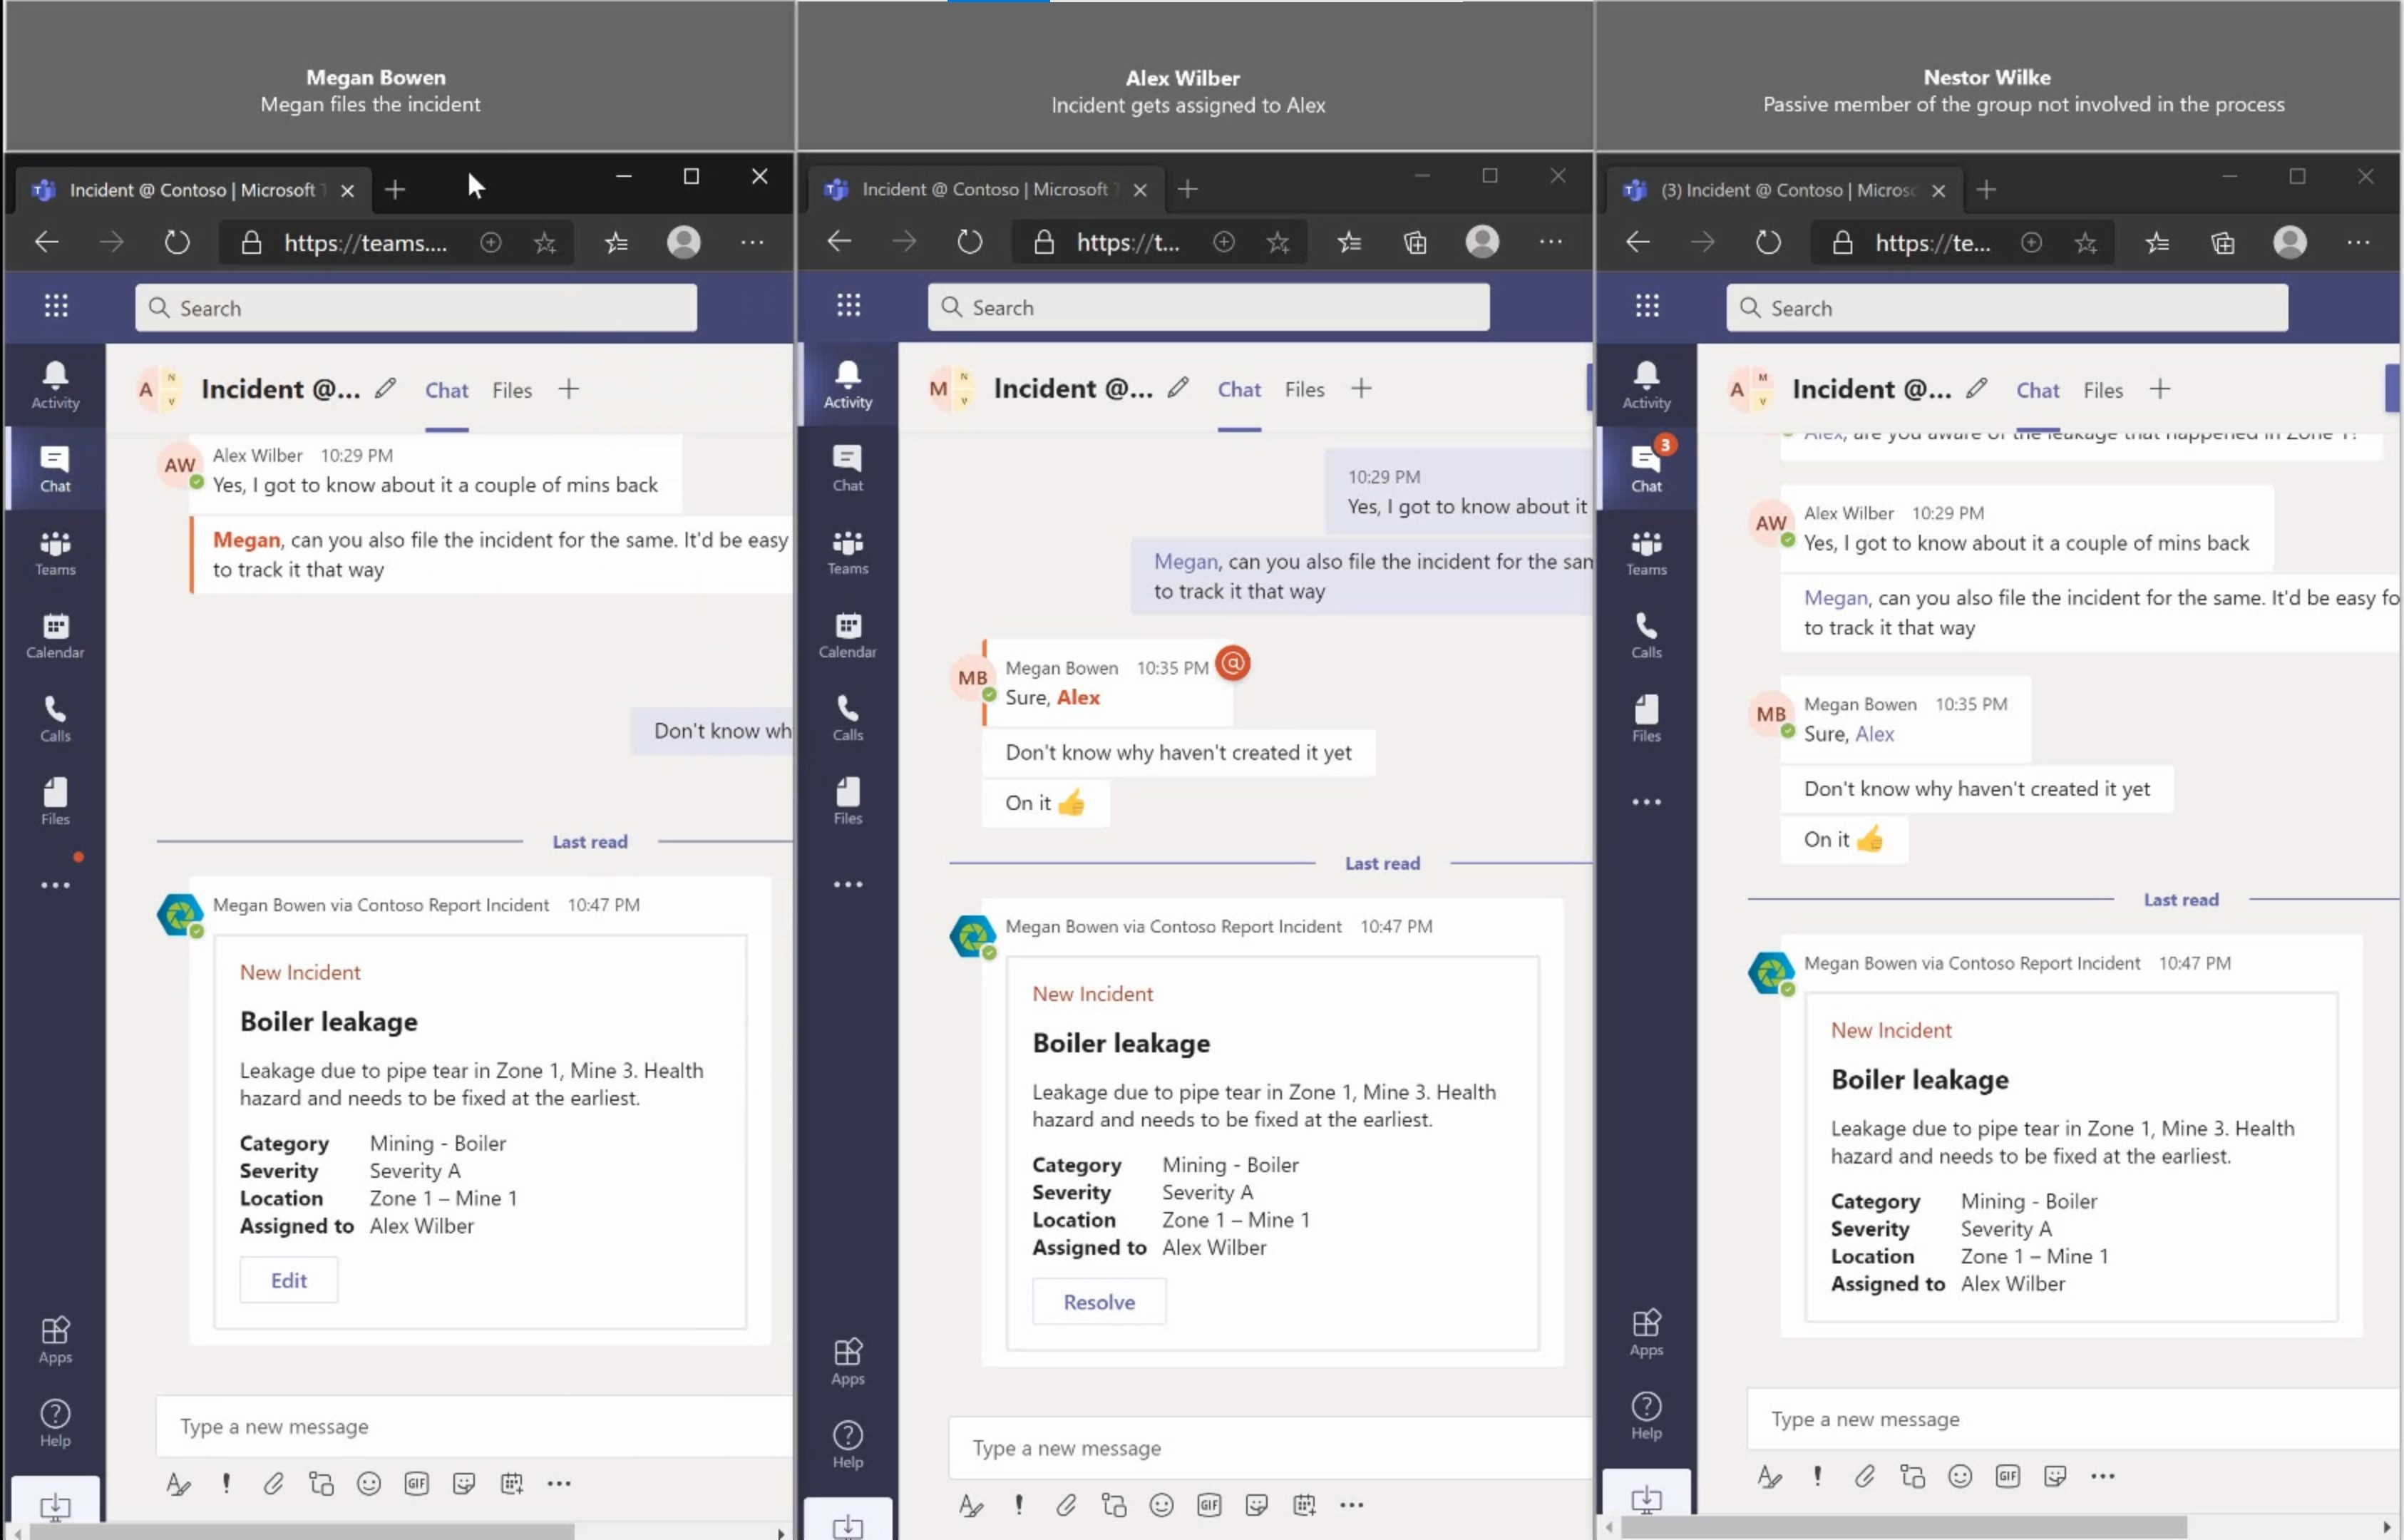 Megan Bowen
Megan files the incident
Incident @ Contoso | Microsoft T
https://teams....
Search
Activity
Chat
Teams
Calendar
Calls
Files
Apps
Help
A
N
V
Incident @...
Chat
Files
AW
Alex Wilber 10:29 PM
Yes, I got to know about it a couple of mins back
Megan, can you also file the incident for the same. It'd be easy
to track it that way
Don't know wh
Last read
Megan Bowen via Contoso Report Incident 10:47 PM
New Incident
Boiler leakage
Leakage due to pipe tear in Zone 1, Mine 3. Health
hazard and needs to be fixed at the earliest.
Category Mining - Boiler
Severity Severity A
Location Zone 1 – Mine 1
Assigned to Alex Wilber
Edit
Type a new message
GIF
Alex Wilber
Incident gets assigned to Alex
Incident @ Contoso | Microsoft T
https://t...
Search
Activity
Chat
Teams
Calendar
Calls
Files
Apps
Help
M
N
V
Incident @...
Chat
Files
10:29 PM
Yes, I got to know about it
Megan, can you also file the incident for the sam
to track it that way
MB
Megan Bowen 10:35 PM @
Sure, Alex
Don't know why haven't created it yet
On it 👍
Last read
Megan Bowen via Contoso Report Incident 10:47 PM
New Incident
Boiler leakage
Leakage due to pipe tear in Zone 1, Mine 3. Health
hazard and needs to be fixed at the earliest.
Category Mining - Boiler
Severity Severity A
Location Zone 1 – Mine 1
Assigned to Alex Wilber
Resolve
Type a new message
GIF
Nestor Wilke
Passive member of the group not involved in the process
(3) Incident @ Contoso | Microso
https://te...
Search
Activity
3
Chat
Teams
Calls
Files
Apps
Help
A
M
V
Incident @...
Chat
Files
Alex, are you aware of the leakage that happened in Zone 1?
AW
Alex Wilber 10:29 PM
Yes, I got to know about it a couple of mins back
Megan, can you also file the incident for the same. It'd be easy fo
to track it that way
MB
Megan Bowen 10:35 PM
Sure, Alex
Don't know why haven't created it yet
On it 👍
Last read
Megan Bowen via Contoso Report Incident 10:47 PM
New Incident
Boiler leakage
Leakage due to pipe tear in Zone 1, Mine 3. Health
hazard and needs to be fixed at the earliest.
Category Mining - Boiler
Severity Severity A
Location Zone 1 – Mine 1
Assigned to Alex Wilber
Type a new message
GIF